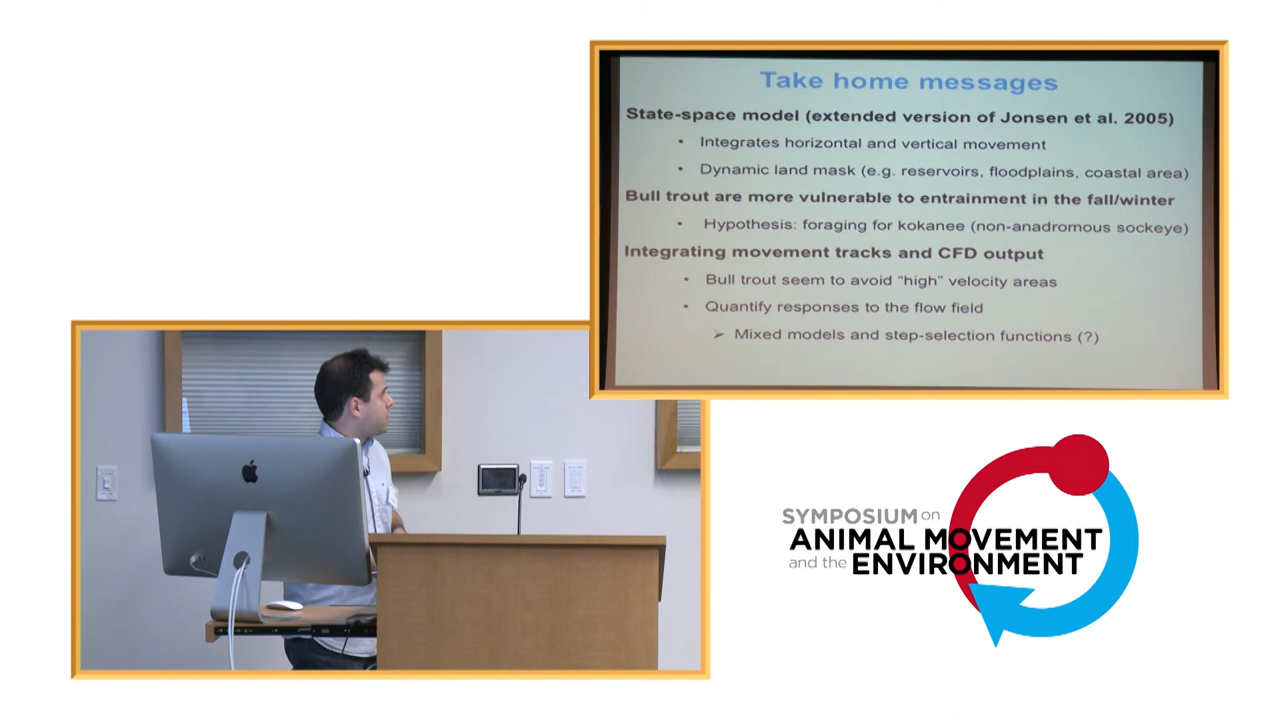 Take home messages
State-space model (extended version of Jonsen et al. 2005)
• Integrates horizontal and vertical movement
• Dynamic land mask (e.g. reservoirs, floodplains, coastal area)
Bull trout are more vulnerable to entrainment in the fall/winter
• Hypothesis: foraging for kokanee (non-anadromous sockeye)
Integrating movement tracks and CFD output
• Bull trout seem to avoid “high” velocity areas
• Quantify responses to the flow field
➢ Mixed models and step-selection functions (?)
SYMPOSIUM on
ANIMAL MOVEMENT
and the ENVIRONMENT